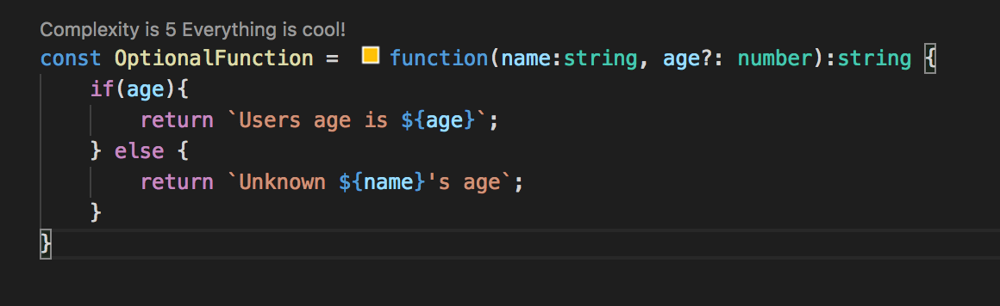 Complexity is 5 Everything is cool!
const OptionalFunction = function(name:string, age?: number):string {
if(age){
return `Users age is ${age}`;
} else {
return `Unknown ${name}'s age`;
}
}